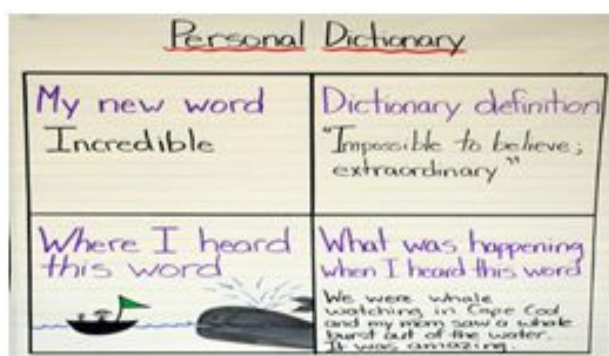 Personal Dictionary
My new word
Incredible
Dictionary definition
"Impossible to believe;
extraordinary"
Where I heard
this word
What was happening
when I heard this word
We were whale
watching in Cape Cod
and my mom saw a whale
burst out of the water.
It was amazing.